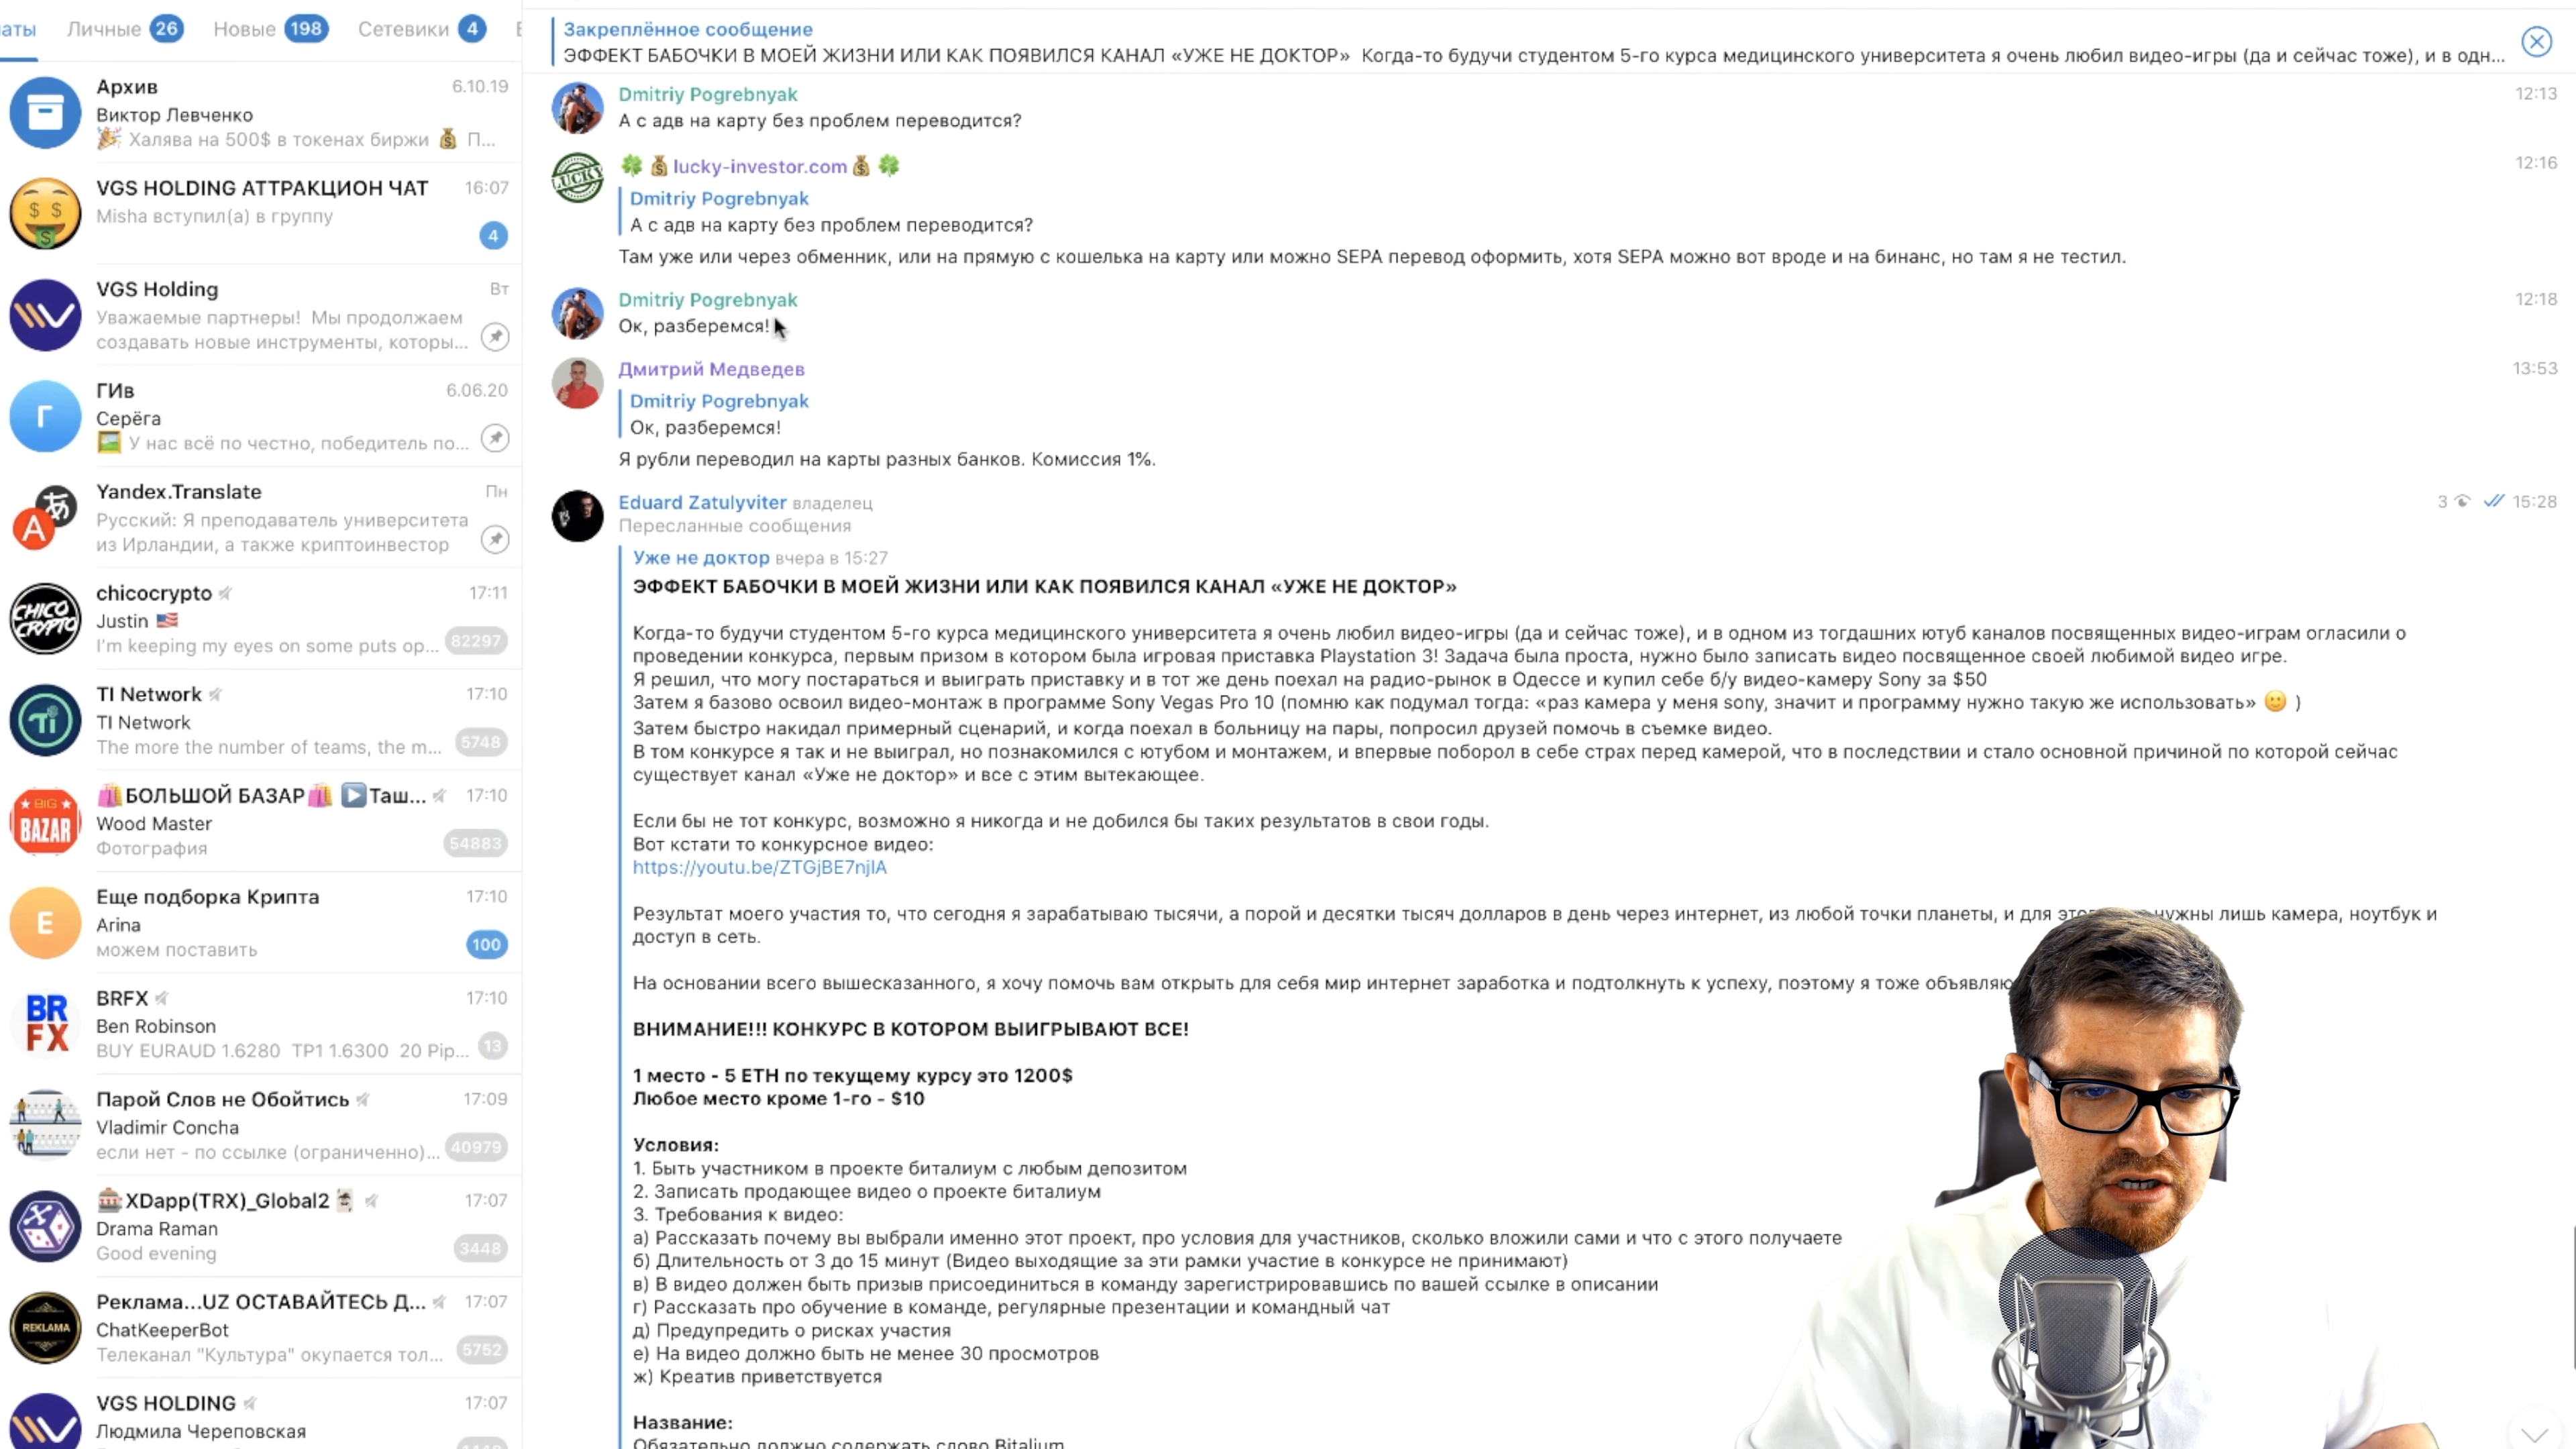 Личные 26 Новые 198 Сетевики 4
Архив 6.10.19
Виктор Левченко
🎉 Халява на 500$ в токенах биржи 💰 П...
VGS HOLDING АТТРАКЦИОН ЧАТ 16:07
Misha вступил(а) в группу
4
VGS Holding Вт
Уважаемые партнеры! Мы продолжаем
создавать новые инструменты, которы...
ГИв 6.06.20
Серёга
У нас всё по честно, победитель по...
Г
Yandex.Translate Пн
Русский: Я преподаватель университета
из Ирландии, а также криптоинвестор
chicocrypto 17:11
Justin 🇺🇸
I'm keeping my eyes on some puts op... 82297
CHICO CRYPTO
TI Network 17:10
TI Network
The more the number of teams, the m... 5748
🛍БОЛЬШОЙ БАЗАР🛍 ▶️Таш... 17:10
Wood Master
Фотография 54883
BIG
BAZAR
Еще подборка Крипта 17:10
Arina
можем поставить 100
E
BRFX 17:10
Ben Robinson
BUY EURAUD 1.6280 TP1 1.6300 20 Pip... 13
BR
FX
Парой Слов не Обойтись 17:09
Vladimir Concha
если нет - по ссылке (ограниченно)... 40979
🎰XDapp(TRX)_Global2🃏 17:07
Drama Raman
Good evening 3448
Реклама...UZ ОСТАВАЙТЕСЬ Д... 17:07
ChatKeeperBot
Телеканал "Культура" окупается тол... 5752
REKLAMA
VGS HOLDING 17:07
Людмила Череповская
Закреплённое сообщение
ЭФФЕКТ БАБОЧКИ В МОЕЙ ЖИЗНИ ИЛИ КАК ПОЯВИЛСЯ КАНАЛ «УЖЕ НЕ ДОКТОР» Когда-то будучи студентом 5-го курса медицинского университета я очень любил видео-игры (да и сейчас тоже), и в одн...
Dmitriy Pogrebnyak 12:13
А с адв на карту без проблем переводится?
🍀💰lucky-investor.com💰🍀 12:16
LUCKY
Dmitriy Pogrebnyak
А с адв на карту без проблем переводится?
Там уже или через обменник, или на прямую с кошелька на карту или можно SEPA перевод оформить, хотя SEPA можно вот вроде и на бинанс, но там я не тестил.
Dmitriy Pogrebnyak 12:18
Ок, разберемся!
Дмитрий Медведев 13:53
Dmitriy Pogrebnyak
Ок, разберемся!
Я рубли переводил на карты разных банков. Комиссия 1%.
Eduard Zatulyviter владелец 3 15:28
Пересланные сообщения
Уже не доктор вчера в 15:27
ЭФФЕКТ БАБОЧКИ В МОЕЙ ЖИЗНИ ИЛИ КАК ПОЯВИЛСЯ КАНАЛ «УЖЕ НЕ ДОКТОР»
Когда-то будучи студентом 5-го курса медицинского университета я очень любил видео-игры (да и сейчас тоже), и в одном из тогдашних ютуб каналов посвященных видео-играм огласили о
проведении конкурса, первым призом в котором была игровая приставка Playstation 3! Задача была проста, нужно было записать видео посвященное своей любимой видео игре.
Я решил, что могу постараться и выиграть приставку и в тот же день поехал на радио-рынок в Одессе и купил себе б/у видео-камеру Sony за $50
Затем я базово освоил видео-монтаж в программе Sony Vegas Pro 10 (помню как подумал тогда: «раз камера у меня sony, значит и программу нужно такую же использовать» 🙂 )
Затем быстро накидал примерный сценарий, и когда поехал в больницу на пары, попросил друзей помочь в съемке видео.
В том конкурсе я так и не выиграл, но познакомился с ютубом и монтажем, и впервые поборол в себе страх перед камерой, что в последствии и стало основной причиной по которой сейчас
существует канал «Уже не доктор» и все с этим вытекающее.
Если бы не тот конкурс, возможно я никогда и не добился бы таких результатов в свои годы.
Вот кстати то конкурсное видео:
https://youtu.be/ZTGjBE7njlA
Результат моего участия то, что сегодня я зарабатываю тысячи, а порой и десятки тысяч долларов в день через интернет, из любой точки планеты, и для нужны лишь камера, ноутбук и
доступ в сеть.
На основании всего вышесказанного, я хочу помочь вам открыть для себя мир интернет заработка и подтолкнуть к успеху, поэтому я тоже объявляю
ВНИМАНИЕ!!! КОНКУРС В КОТОРОМ ВЫИГРЫВАЮТ ВСЕ!
1 место - 5 ETH по текущему курсу это 1200$
Любое место кроме 1-го - $10
Условия:
1. Быть участником в проекте биталиум с любым депозитом
2. Записать продающее видео о проекте биталиум
3. Требования к видео:
а) Рассказать почему вы выбрали именно этот проект, про условия для участников, сколько вложили сами и что с этого получаете
б) Длительность от 3 до 15 минут (Видео выходящие за эти рамки участие в конкурсе не принимают)
в) В видео должен быть призыв присоединиться в команду зарегистрировавшись по вашей ссылке в описании
г) Рассказать про обучение в команде, регулярные презентации и командный чат
д) Предупредить о рисках участия
е) На видео должно быть не менее 30 просмотров
ж) Креатив приветствуется
Название:
Обязательно должно содержать слово Bitalium